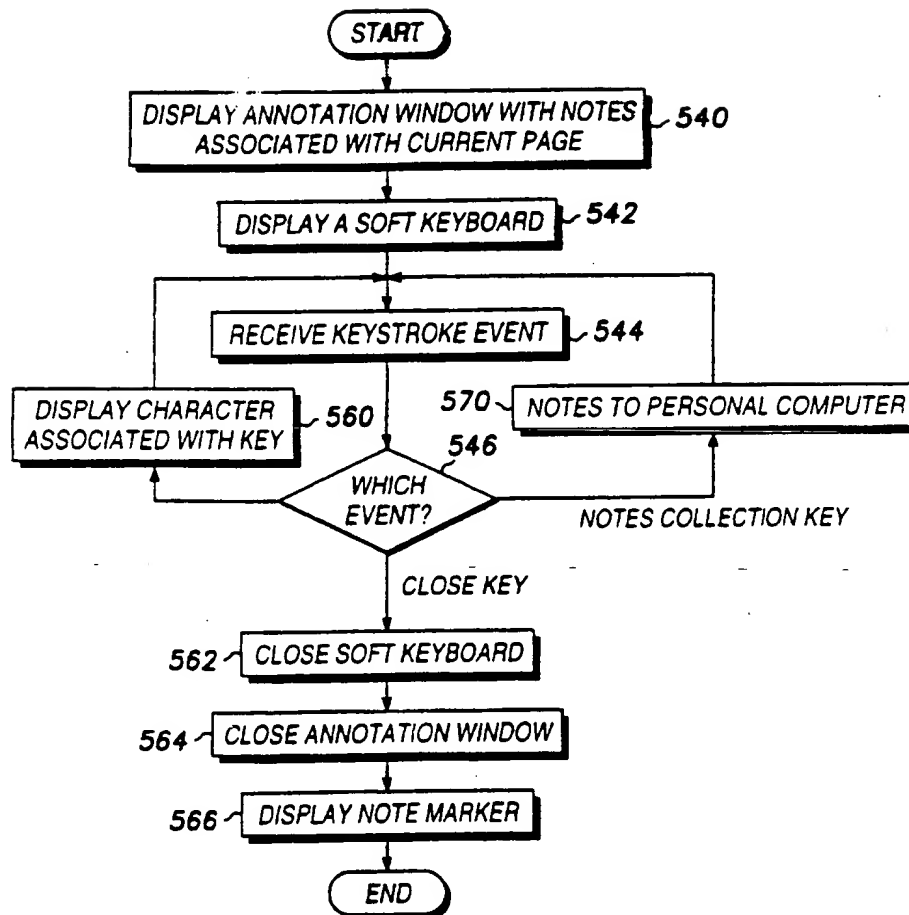 START
DISPLAY ANNOTATION WINDOW WITH NOTES
ASSOCIATED WITH CURRENT PAGE
540
DISPLAY A SOFT KEYBOARD
542
RECEIVE KEYSTROKE EVENT
544
DISPLAY CHARACTER
ASSOCIATED WITH KEY
560
570
NOTES TO PERSONAL COMPUTER
546
WHICH
EVENT?
NOTES COLLECTION KEY
CLOSE KEY
562
CLOSE SOFT KEYBOARD
564
CLOSE ANNOTATION WINDOW
566
DISPLAY NOTE MARKER
END